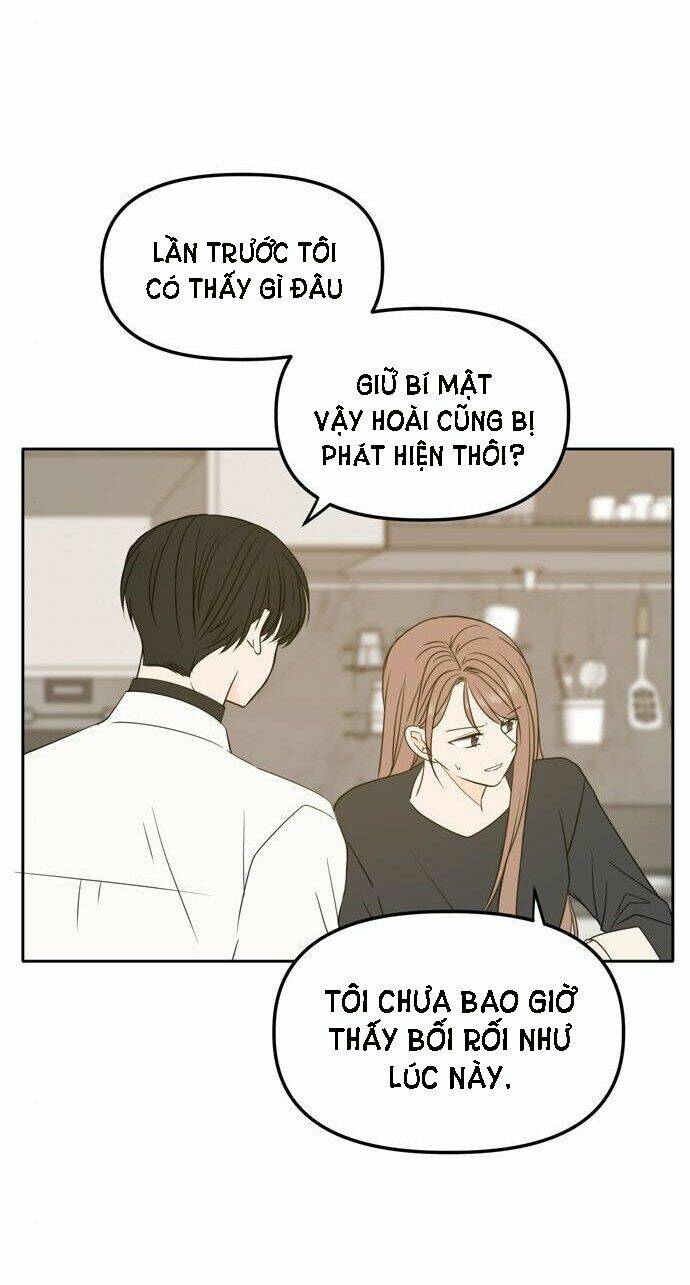 LẦN TRƯỚC TÔI
CÓ THẤY GÌ ĐÂU
GIỮ BÍ MẬT
VẬY HOÀI CŨNG BỊ
PHÁT HIỆN THÔI?
TÔI CHƯA BAO GIỜ
THẤY BỐI RỐI NHƯ
LÚC NÀY.